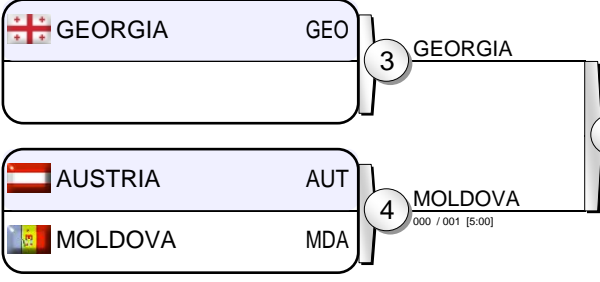 GEORGIA GEO
3 GEORGIA
AUSTRIA AUT
4 MOLDOVA
000 / 001 [5:00]
MOLDOVA MDA